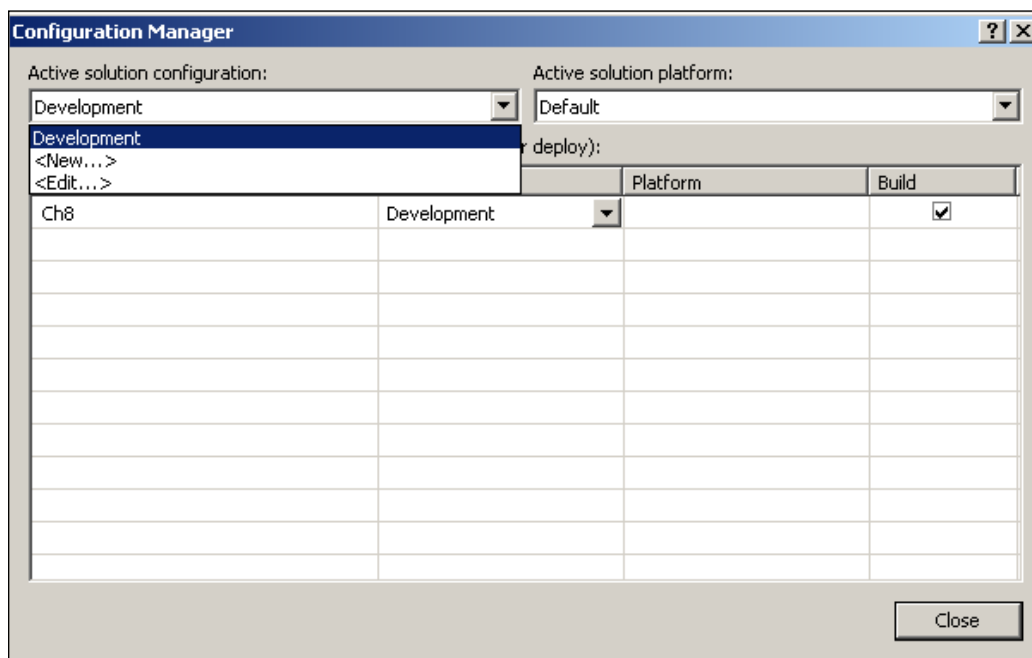 Configuration Manager
Active solution configuration:
Active solution platform:
Development
Default
Development
<New...>
<Edit...>
r deploy):
Platform
Build
Ch8
Development
Close